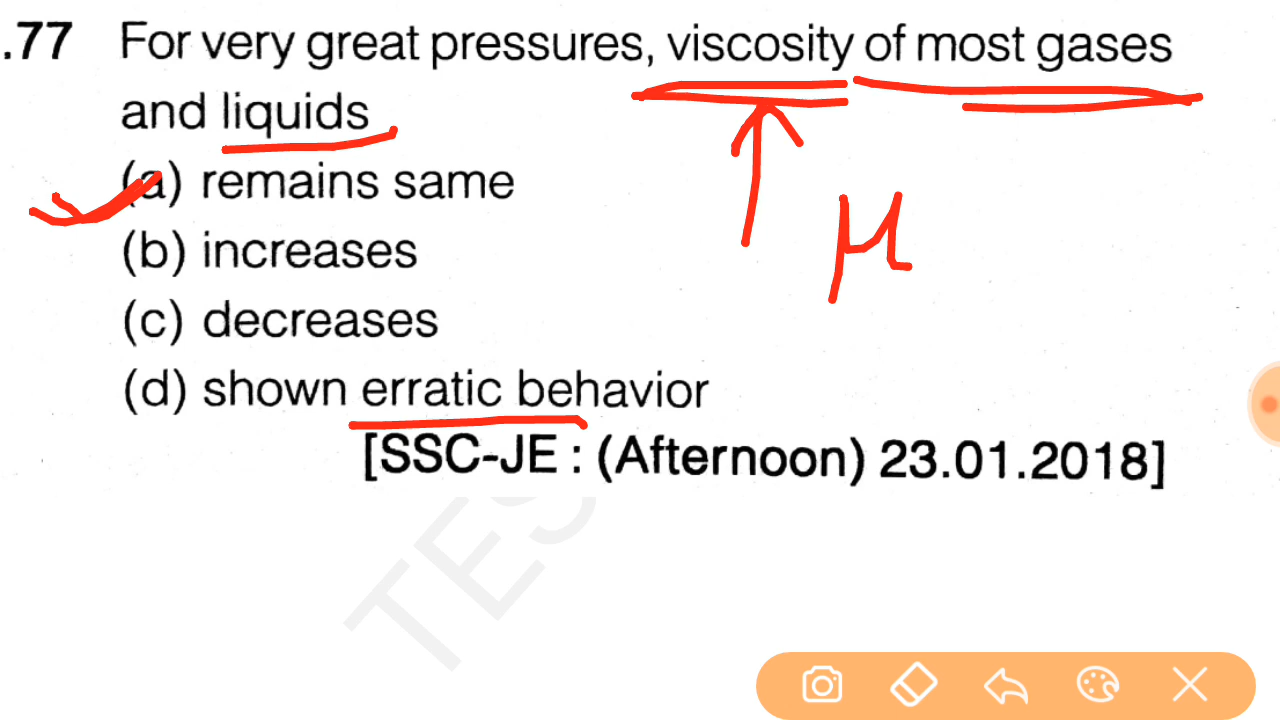 .77 For very great pressures, viscosity of most gases
and liquids
(a) remains same
(b) increases
(c) decreases
(d) shown erratic behavior
[SSC-JE : (Afternoon) 23.01.2018]
μ
TES